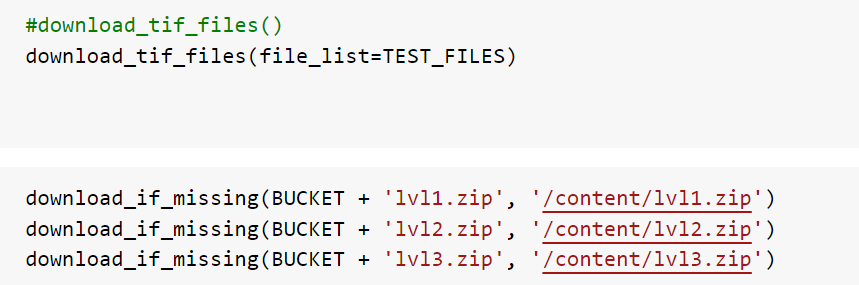 #download_tif_files()
download_tif_files(file_list=TEST_FILES)
download_if_missing(BUCKET + 'lvl1.zip', '/content/lvl1.zip')
download_if_missing(BUCKET + 'lvl2.zip', '/content/lvl2.zip')
download_if_missing(BUCKET + 'lvl3.zip', '/content/lvl3.zip')